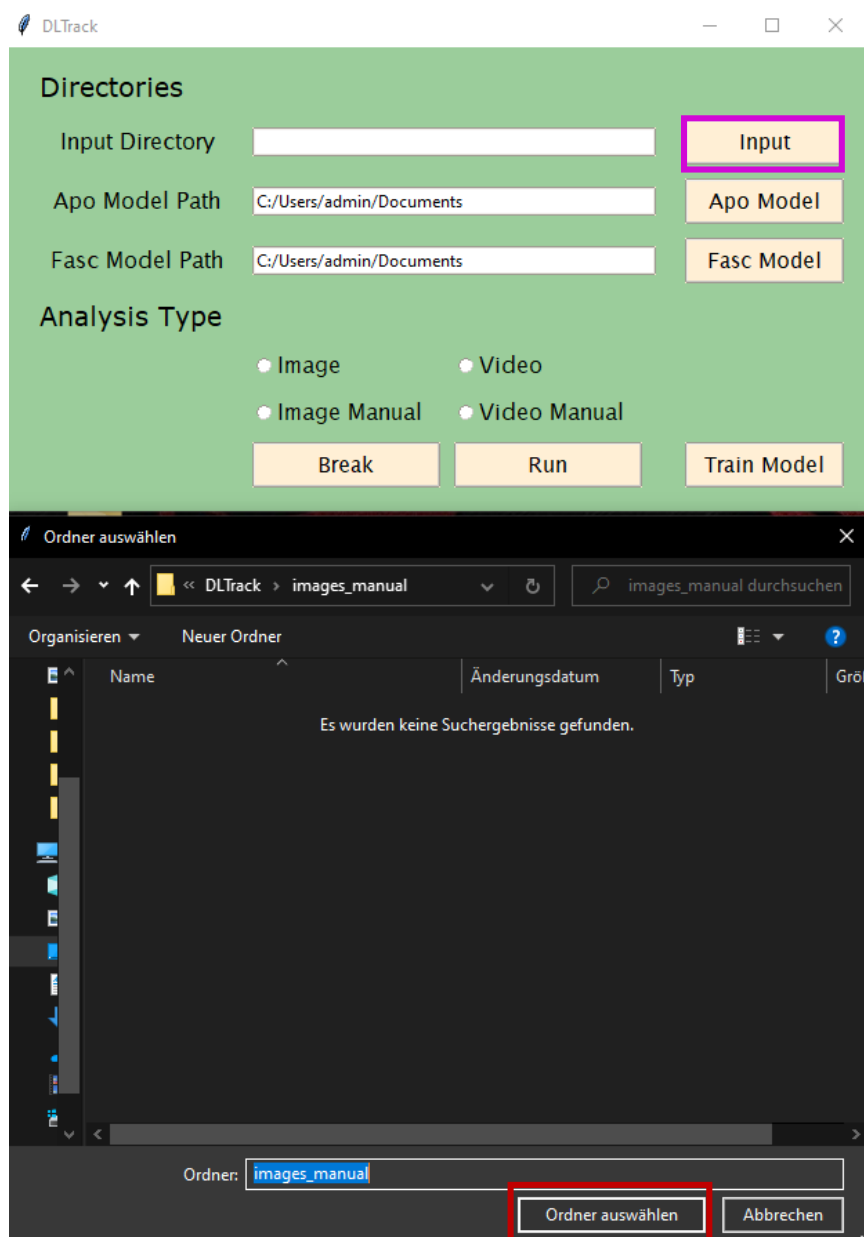 DLTrack
Directories
Input Directory
Input
Apo Model Path
C:/Users/admin/Documents
Apo Model
Fasc Model Path
C:/Users/admin/Documents
Fasc Model
Analysis Type
Image
Video
Image Manual
Video Manual
Break
Run
Train Model
Ordner auswählen
« DLTrack › images_manual
images_manual durchsuchen
Organisieren
Neuer Ordner
?
Name
Änderungsdatum
Typ
Grö
Es wurden keine Suchergebnisse gefunden.
Ordner:
images_manual
Ordner auswählen
Abbrechen